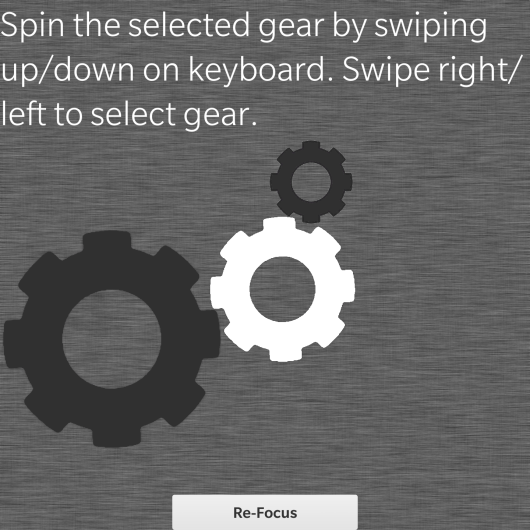 Spin the selected gear by swiping
up/down on keyboard. Swipe right/
left to select gear.
Re-Focus